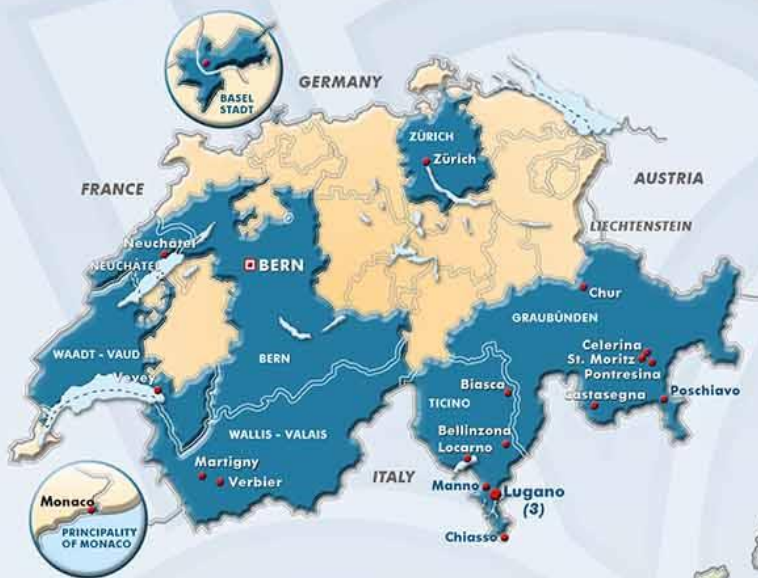 BASEL
STADT
GERMANY
ZÜRICH
Zürich
FRANCE
AUSTRIA
LIECHTENSTEIN
Neuchâtel
NEUCHÂTEL
BERN
Chur
GRAUBÜNDEN
WAADT - VAUD
BERN
Celerina
St. Moritz
Pontresina
Vevey
Biasca
Poschiavo
TICINO
Castasegna
WALLIS - VALAIS
Bellinzona
Locarno
Martigny
Verbier
ITALY
Manno
Lugano
(3)
Monaco
PRINCIPALITY
OF MONACO
Chiasso